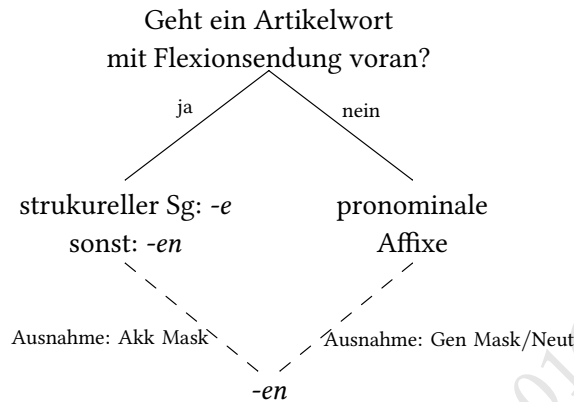 Geht ein Artikelwort
mit Flexionsendung voran?
ja
nein
strukureller Sg: -e
sonst: -en
pronominale
Affixe
Ausnahme: Akk Mask
Ausnahme: Gen Mask/Neut
-en